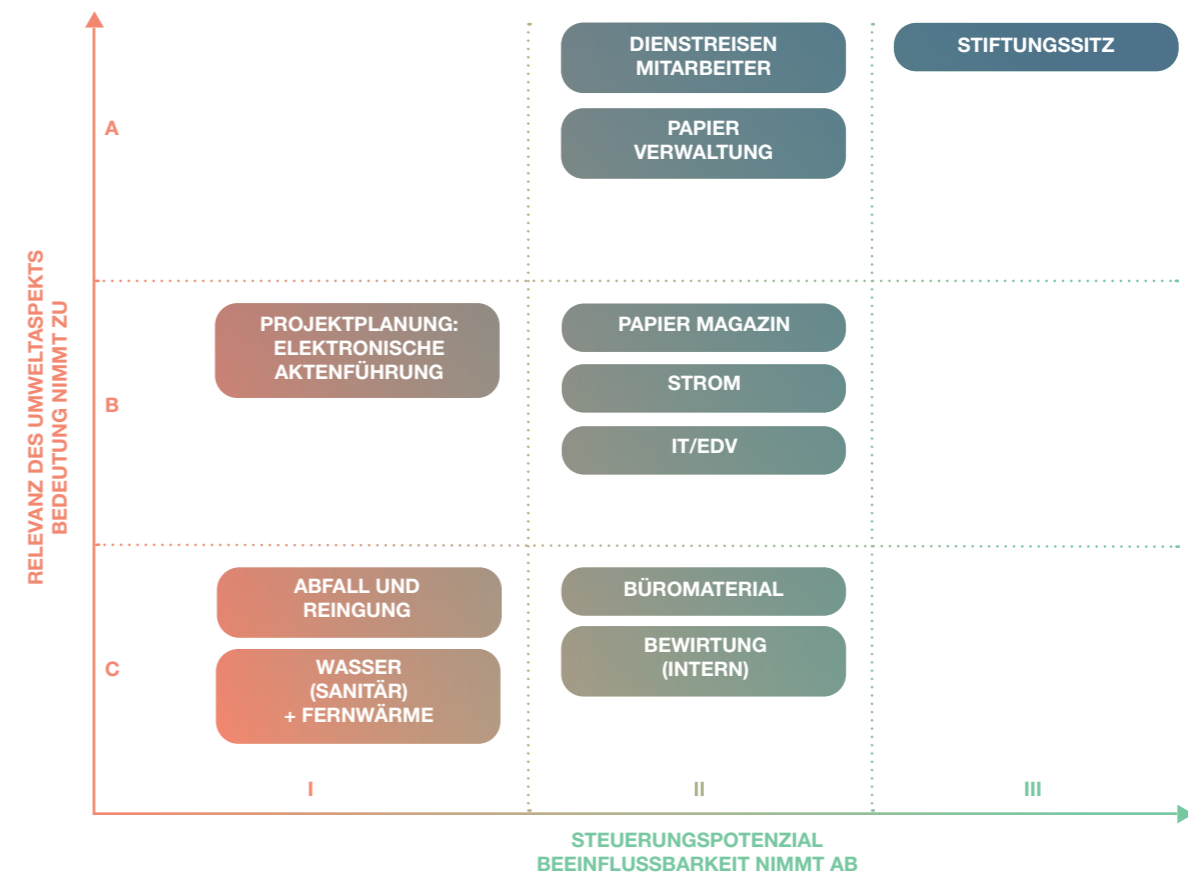 DIENSTREISEN
MITARBEITER
STIFTUNGSSITZ
A
PAPIER
VERWALTUNG
RELEVANZ DES UMWELTASPEKTS
BEDEUTUNG NIMMT ZU
PROJEKTPLANUNG:
ELEKTRONISCHE
AKTENFÜHRUNG
PAPIER MAGAZIN
STROM
B
IT/EDV
ABFALL UND
REINGUNG
BÜROMATERIAL
C
WASSER
(SANITÄR)
+ FERNWÄRME
BEWIRTUNG
(INTERN)
I
II
III
STEUERUNGSPOTENZIAL
BEEINFLUSSBARKEIT NIMMT AB